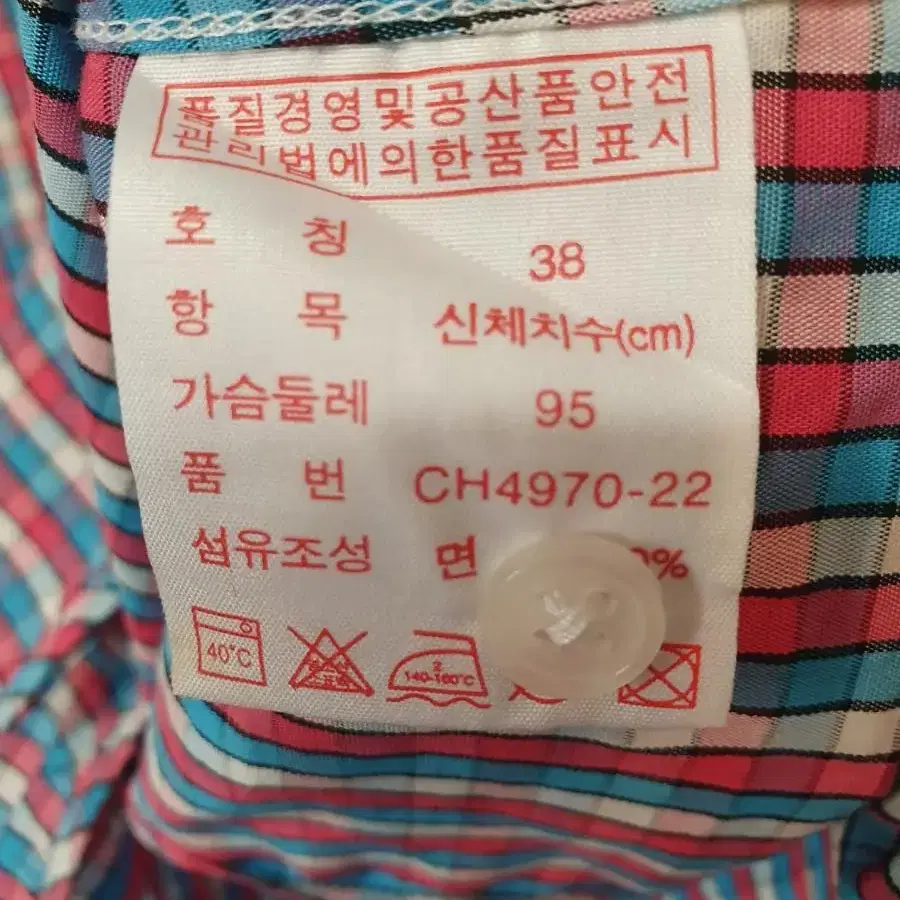 품질경영및공산품안전
관리법에의한품질표시
호 칭 38
항 목 신체치수(cm)
가슴둘레 95
품 번 CH4970-22
섬유조성 면 %
40°C
2
140-160°C